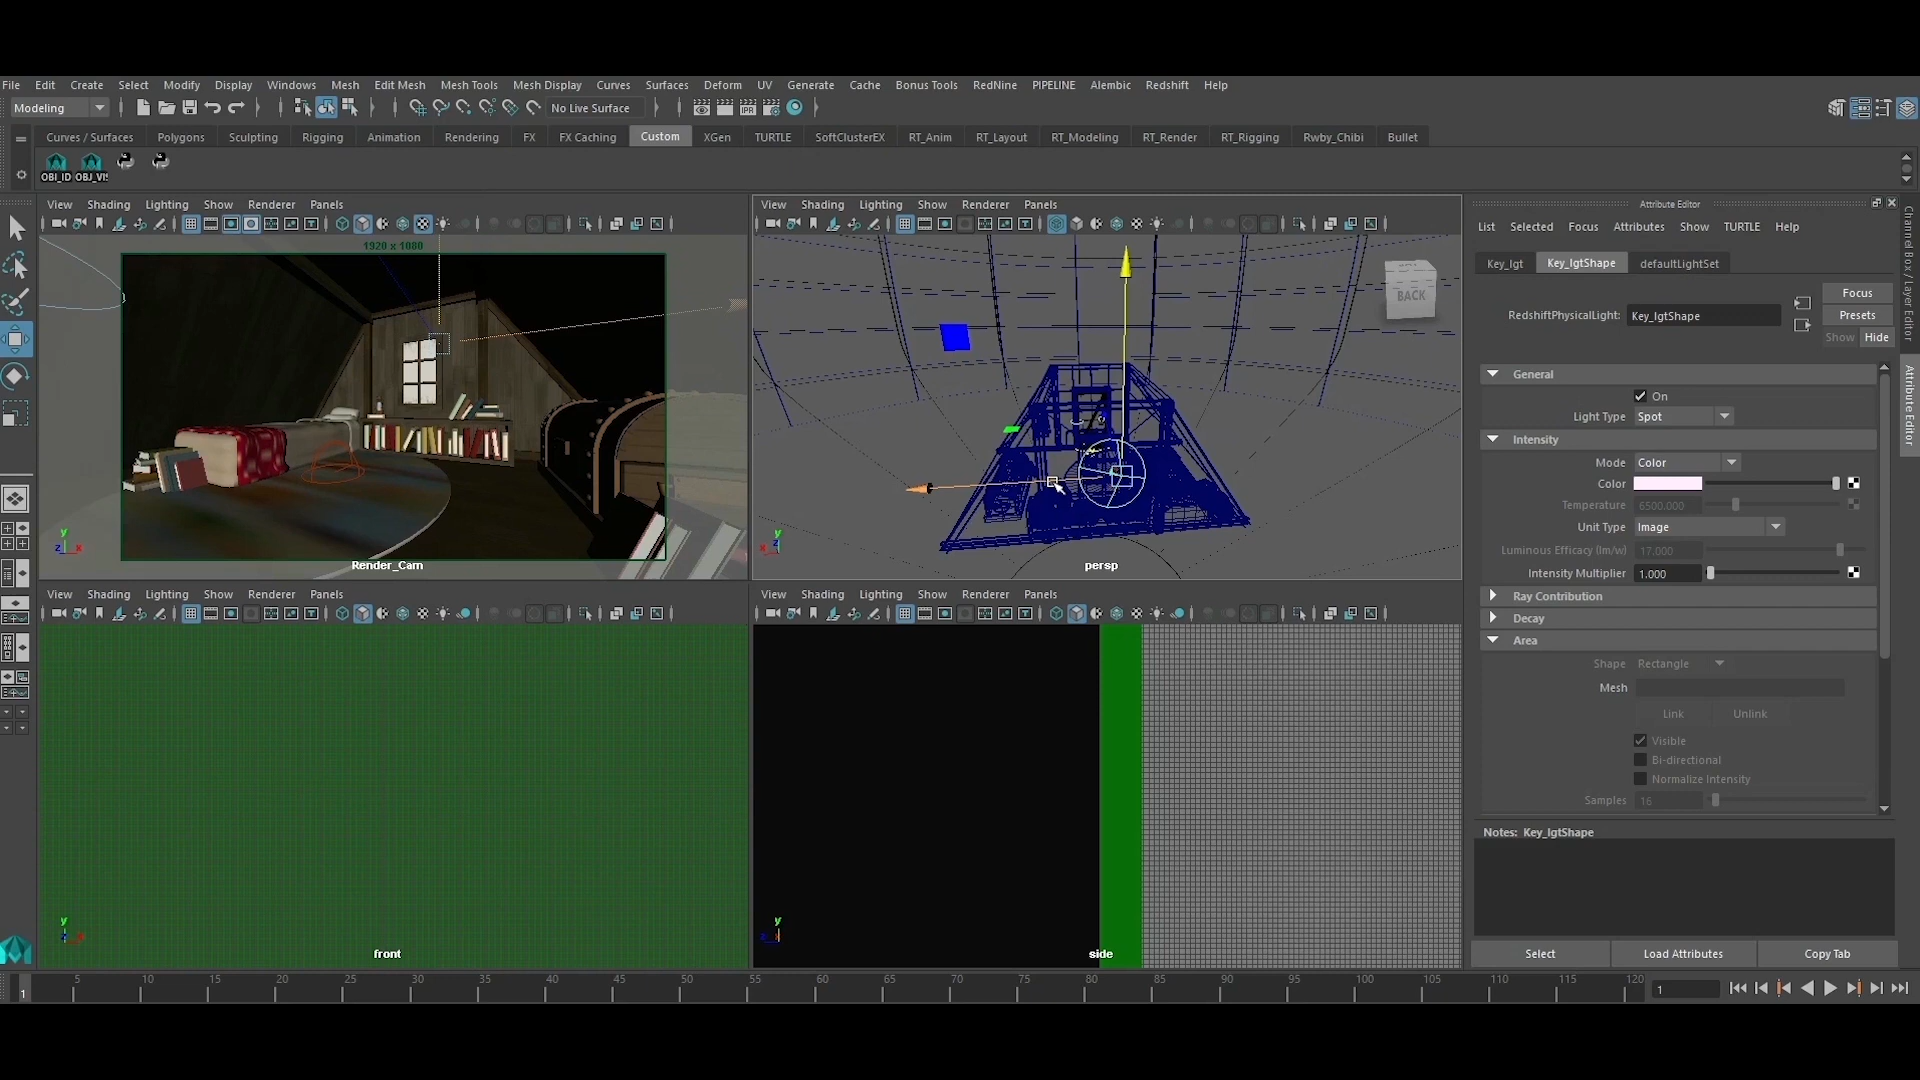 File Edit Create Select Modify Display Windows Mesh Edit Mesh Mesh Tools Mesh Display Curves Surfaces Deform UV Generate Cache Bonus Tools RedNine PIPELINE Alembic Redshift Help
Modeling No Live Surface IPR
Curves / Surfaces Polygons Sculpting Rigging Animation Rendering FX FX Caching Custom XGen TURTLE SoftClusterEX RT_Anim RT_Layout RT_Modeling RT_Render RT_Rigging Rwby_Chibi Bullet
OBJ_ID OBJ_VIS
View Shading Lighting Show Renderer Panels
1920 x 1080
y
z x
Render_Cam
View Shading Lighting Show Renderer Panels
BACK
y
x z
persp
View Shading Lighting Show Renderer Panels
y
z x
front
View Shading Lighting Show Renderer Panels
y
z
side
Attribute Editor
List Selected Focus Attributes Show TURTLE Help
Key_lgt Key_lgtShape defaultLightSet
Focus
RedshiftPhysicalLight: Key_lgtShape Presets
Show Hide
General
On
Light Type Spot
Intensity
Mode Color
Color
Temperature 6500.000
Unit Type Image
Luminous Efficacy (lm/w) 17.000
Intensity Multiplier 1.000
Ray Contribution
Decay
Area
Shape Rectangle
Mesh
Link Unlink
Visible
Bi-directional
Normalize Intensity
Samples 16
Notes: Key_lgtShape
Select Load Attributes Copy Tab
Channel Box / Layer Editor
Attribute Editor
1 5 10 15 20 25 30 35 40 45 50 55 60 65 70 75 80 85 90 95 100 105 110 115 120 1